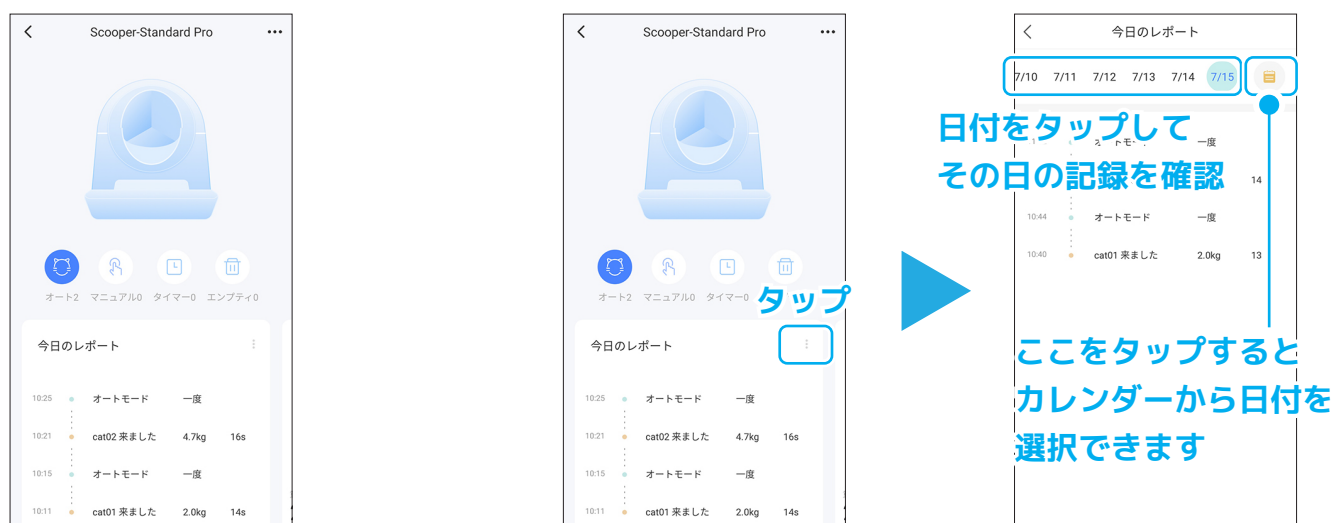 Scooper-Standard Pro
オート2 マニュアル0 タイマー0 エンプティ0
今日のレポート
10:25 オートモード 一度
10:21 cat02 来ました 4.7kg 16s
10:15 オートモード 一度
10:11 cat01 来ました 2.0kg 14s
Scooper-Standard Pro
オート2 マニュアル0 タイマー0
タップ
今日のレポート
10:25 オートモード 一度
10:21 cat02 来ました 4.7kg 16s
10:15 オートモード 一度
10:11 cat01 来ました 2.0kg 14s
今日のレポート
7/10 7/11 7/12 7/13 7/14 7/15
日付をタップして
その日の記録を確認
一度
14
10:44 オートモード 一度
10:40 cat01 来ました 2.0kg 13
ここをタップすると
カレンダーから日付を
選択できます